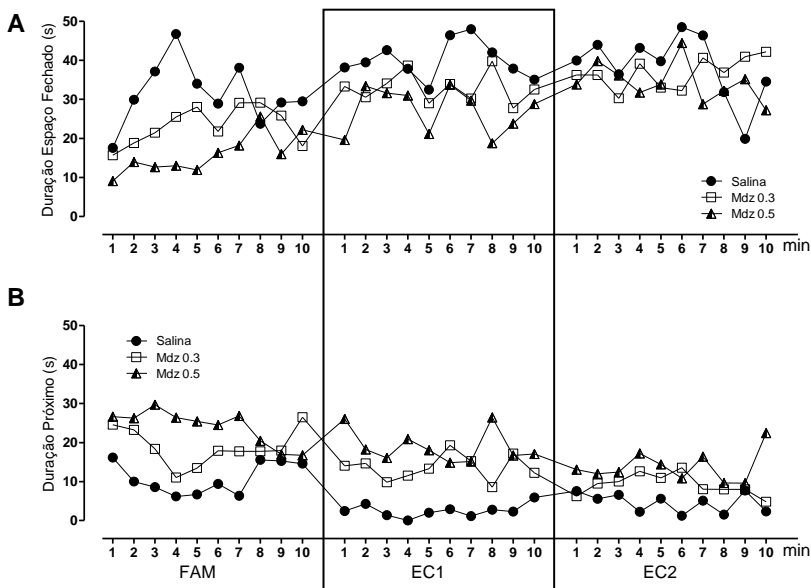 A
Duração Espaço Fechado (s)
50
40
30
20
10
0
Salina
Mdz 0.3
Mdz 0.5
1 2 3 4 5 6 7 8 9 10 1 2 3 4 5 6 7 8 9 10 1 2 3 4 5 6 7 8 9 10 min
B
Duração Próximo (s)
50
40
30
20
10
0
Salina
Mdz 0.3
Mdz 0.5
1 2 3 4 5 6 7 8 9 10 1 2 3 4 5 6 7 8 9 10 1 2 3 4 5 6 7 8 9 10 min
FAM EC1 EC2